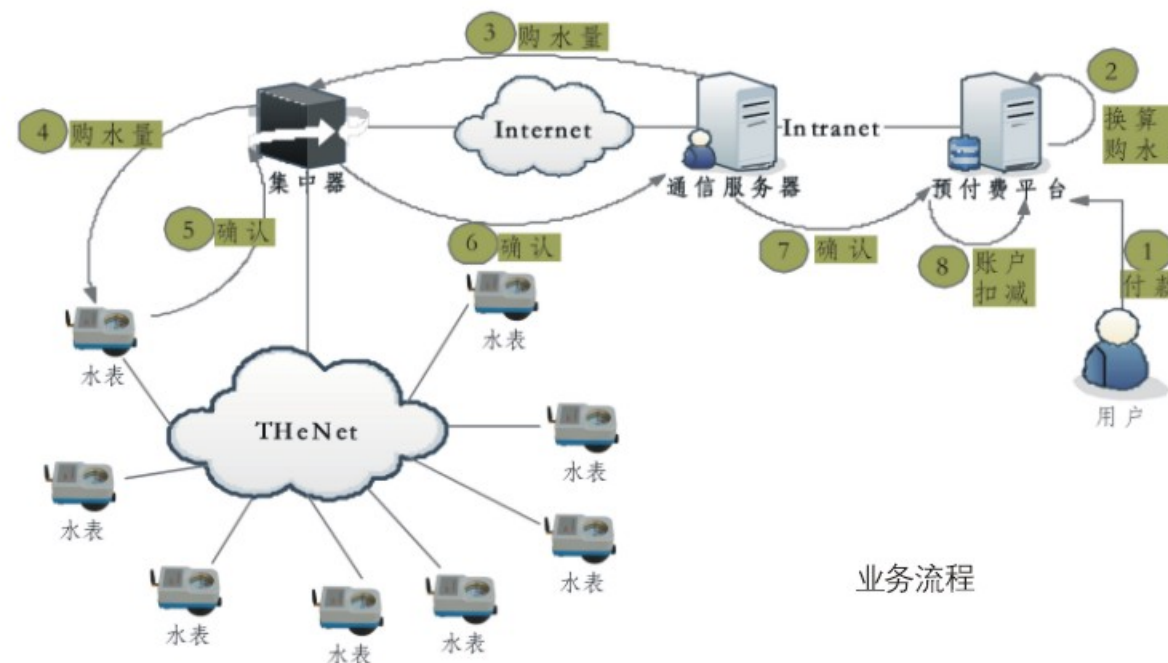 3 购水量
2
4 购水量
Internet
Intranet
换算
购水
集中器
通信服务器
预付费平台
5 确认
6 确认
7 确认
8 账户
扣减
1
付款
水表
水表
THeNet
用户
水表
水表
水表
水表
水表
水表
水表
业务流程